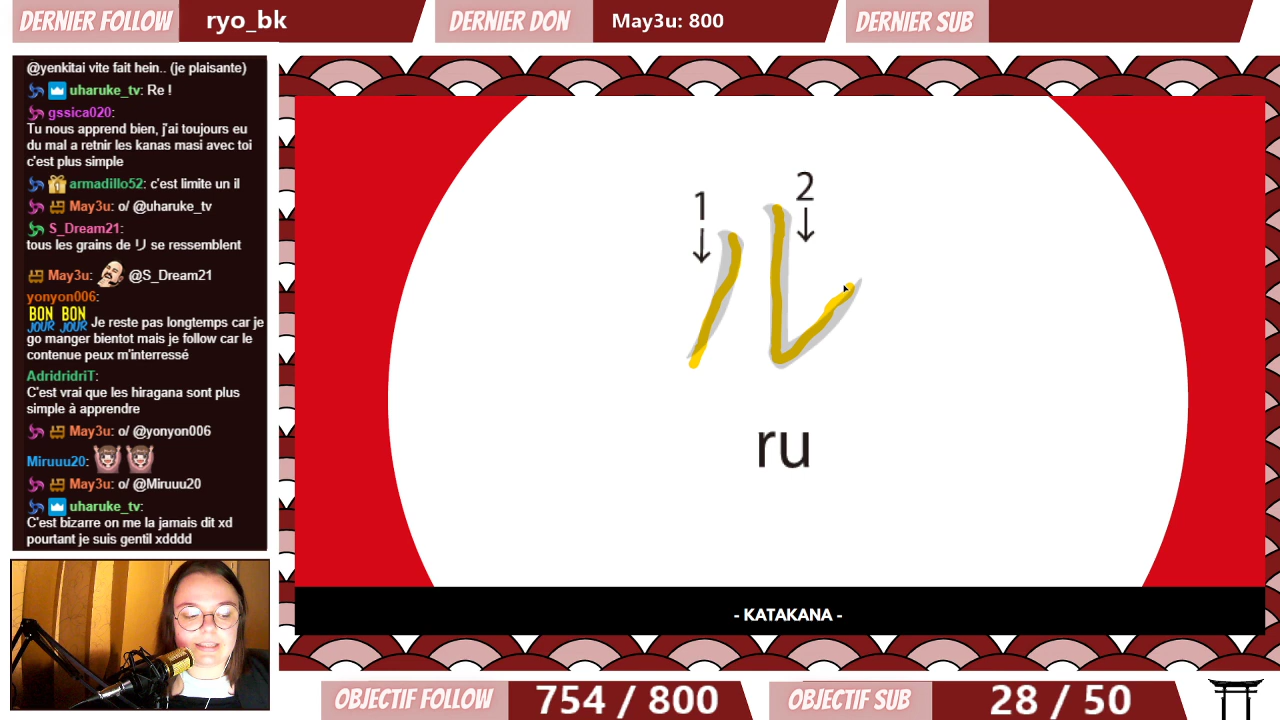 DERNIER FOLLOW
ryo_bk
DERNIER DON
May3u: 800
DERNIER SUB
@yenkitai vite fait hein.. (je plaisante)
uharuke_tv: Re !
gssica020:
Tu nous apprend bien, j'ai toujours eu
du mal a retnir les kanas masi avec toi
c'est plus simple
armadillo52: c'est limite un il
May3u: o/ @uharuke_tv
S_Dream21:
tous les grains de リ se ressemblent
May3u: @S_Dream21
yonyon006:
BON JOUR BON JOUR Je reste pas longtemps car je
go manger bientot mais je follow car le
contenue peux m'interressé
AdridridriT:
C'est vrai que les hiragana sont plus
simple à apprendre
May3u: o/ @yonyon006
Miruuu20:
May3u: o/ @Miruuu20
uharuke_tv:
C'est bizarre on me la jamais dit xd
pourtant je suis gentil xdddd
1
2
ル
ru
- KATAKANA -
OBJECTIF FOLLOW
754 / 800
OBJECTIF SUB
28 / 50